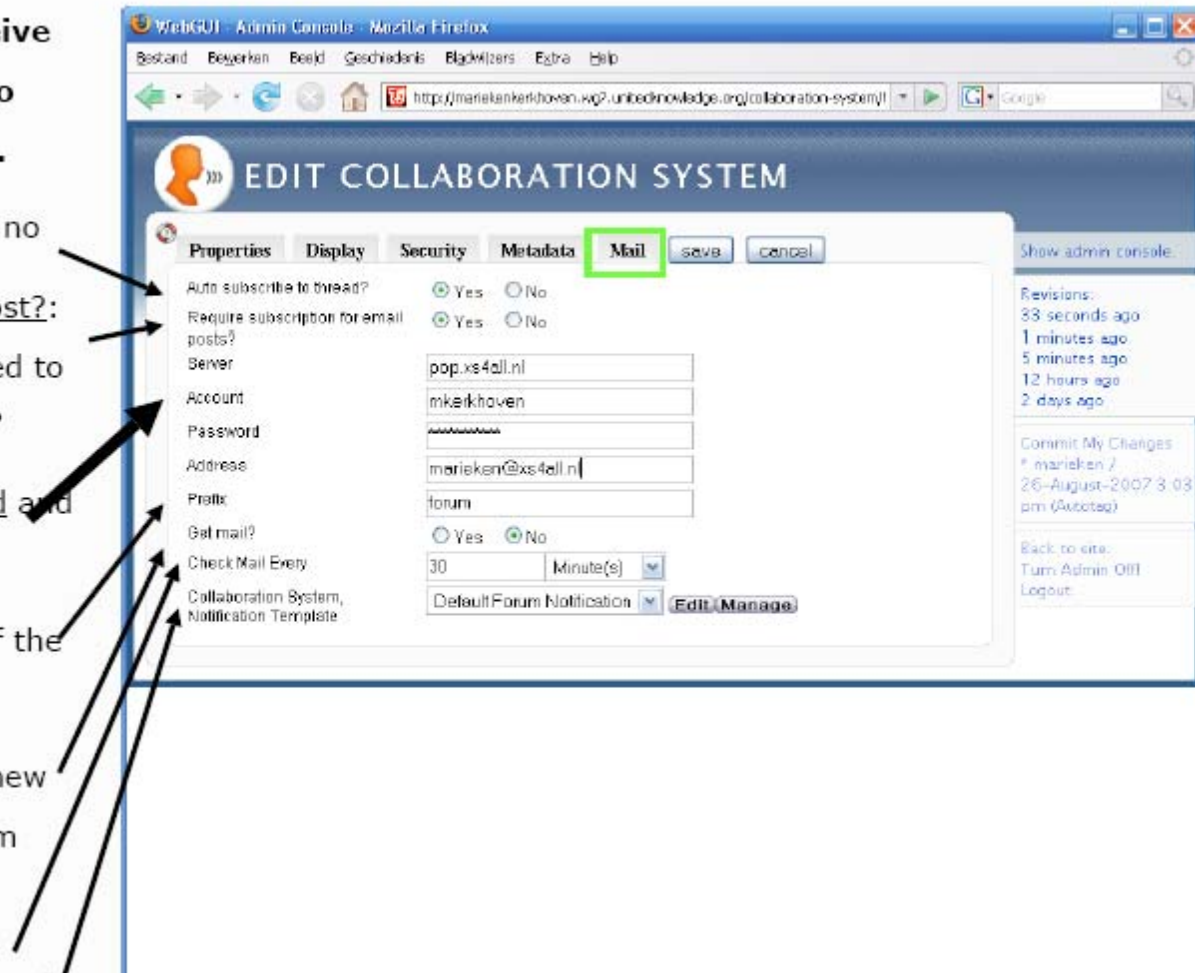 ive
WebGUI - Admin Console - Mozilla Firefox
Bestand Bewerken Beeld Geschiedenis Bladwijzers Extra Help
o
http://mariekenkerkhoven.wg7.unitedknowledge.org/collaboration-system/l
G Google
.
EDIT COLLABORATION SYSTEM
no
Properties Display Security Metadata Mail save cancel
Show admin console.
Auto subscribe to thread? Yes No
Revisions:
ost?:
Require subscription for email posts? Yes No
33 seconds ago
1 minutes ago
5 minutes ago
12 hours ago
2 days ago
ed to
Server pop.xs4all.nl
Account mkerkhoven
Password ************
Address marieken@xs4all.nl
Commit My Changes
* marieken /
26-August-2007 3:03
pm (Autotag)
d and
Prefix forum
Get mail? Yes No
Back to site.
Turn Admin Off!
Logout.
Check Mail Every 30 Minute(s)
Collaboration System, Notification Template Default Forum Notification Edit Manage
f the
new
m